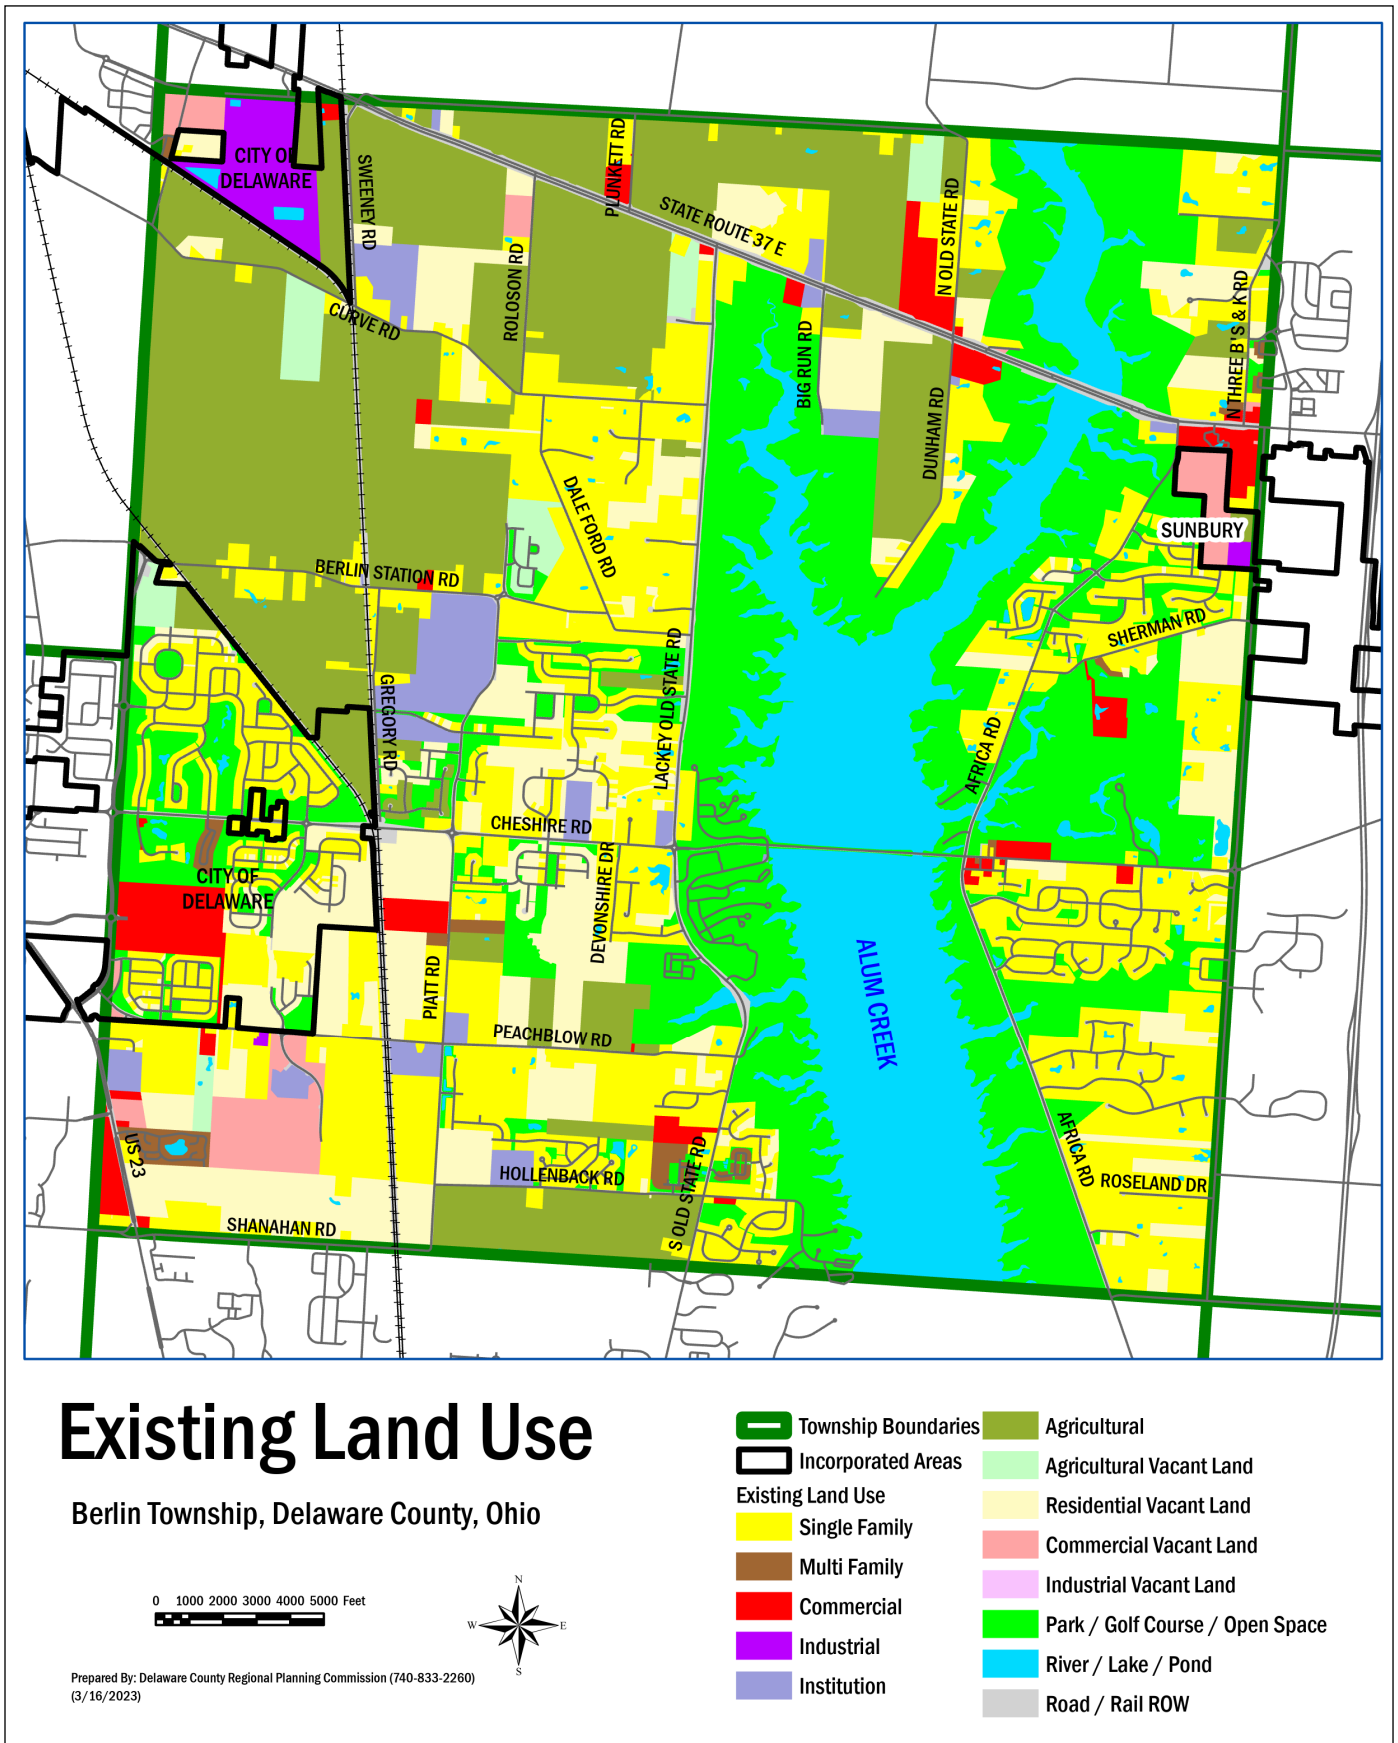 CITY OF
DELAWARE
SWEENEY RD
PLUNKETT RD
STATE ROUTE 37 E
N OLD STATE RD
ROLOSON RD
CURVE RD
BIG RUN RD
N THREE B'S & K RD
DUNHAM RD
DALE FORD RD
SUNBURY
BERLIN STATION RD
SHERMAN RD
LACKEY OLD STATE RD
GREGORY RD
AFRICA RD
CHESHIRE RD
CITY OF
DELAWARE
DEVONSHIRE DR
PIATT RD
ALUM CREEK
PEACHBLOW RD
AFRICA RD
US 23
HOLLENBACK RD
S OLD STATE RD
ROSELAND DR
SHANAHAN RD
Existing Land Use
Berlin Township, Delaware County, Ohio
0 1000 2000 3000 4000 5000 Feet
N
W
E
S
Prepared By: Delaware County Regional Planning Commission (740-833-2260)
(3/16/2023)
Township Boundaries
Incorporated Areas
Existing Land Use
Single Family
Multi Family
Commercial
Industrial
Institution
Agricultural
Agricultural Vacant Land
Residential Vacant Land
Commercial Vacant Land
Industrial Vacant Land
Park / Golf Course / Open Space
River / Lake / Pond
Road / Rail ROW